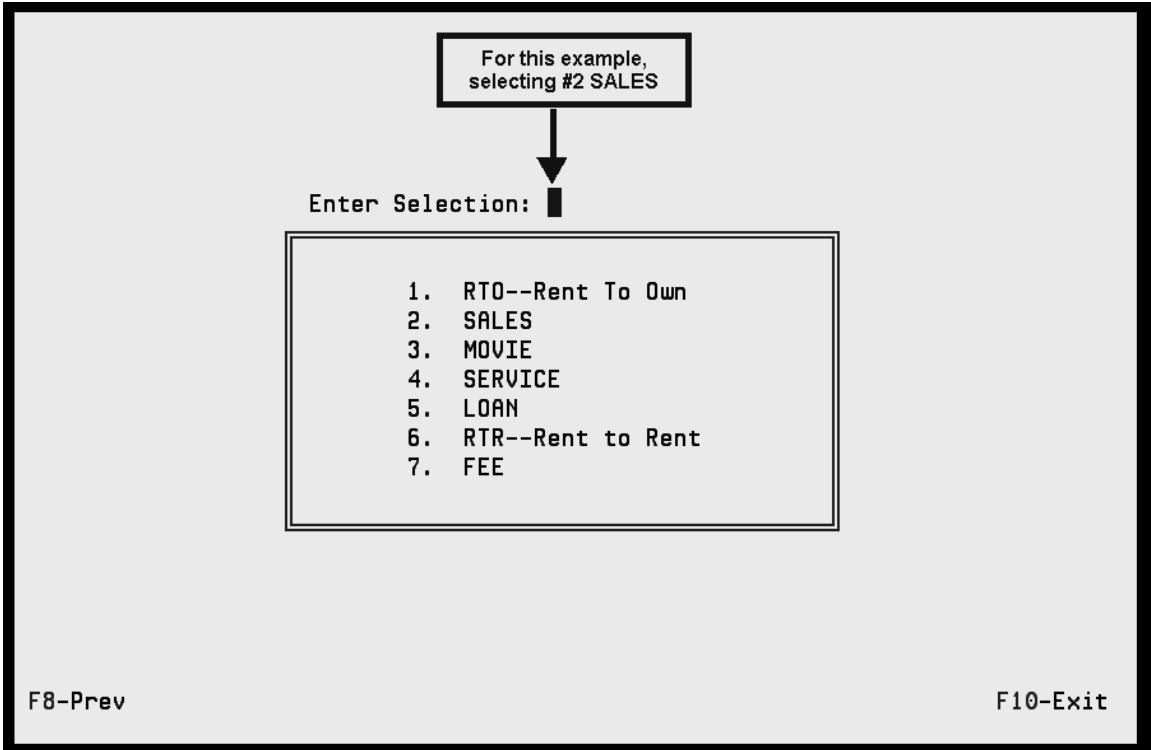 For this example,
selecting #2 SALES
Enter Selection:
1. RTO--Rent To Own
2. SALES
3. MOVIE
4. SERVICE
5. LOAN
6. RTR--Rent to Rent
7. FEE
F8-Prev F10-Exit